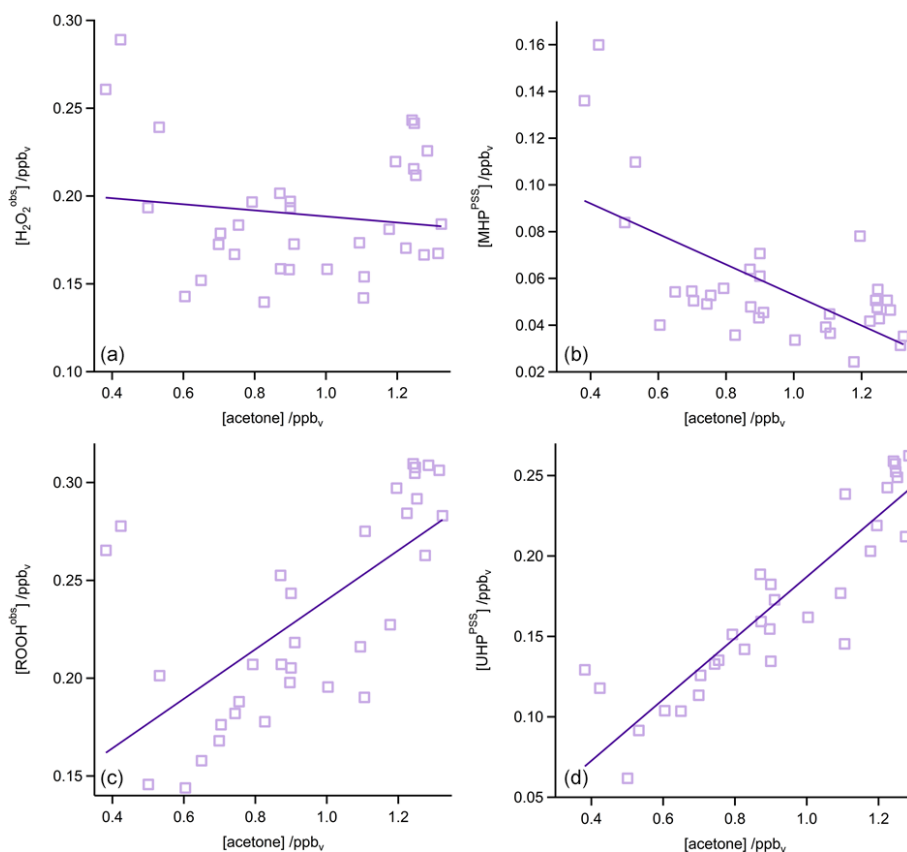 0.30
0.25
0.20
0.15
0.10
[H₂O₂ᵒᵇˢ] /ppbᵥ
(a)
0.4 0.6 0.8 1.0 1.2
[acetone] /ppbᵥ
0.16
0.14
0.12
0.10
0.08
0.06
0.04
0.02
[MHPᴾˢˢ] /ppbᵥ
(b)
0.4 0.6 0.8 1.0 1.2
[acetone] /ppbᵥ
0.30
0.25
0.20
0.15
[ROOHᵒᵇˢ] /ppbᵥ
(c)
0.4 0.6 0.8 1.0 1.2
[acetone] /ppbᵥ
0.25
0.20
0.15
0.10
0.05
[UHPᴾˢˢ] /ppbᵥ
(d)
0.4 0.6 0.8 1.0 1.2
[acetone] /ppbᵥ